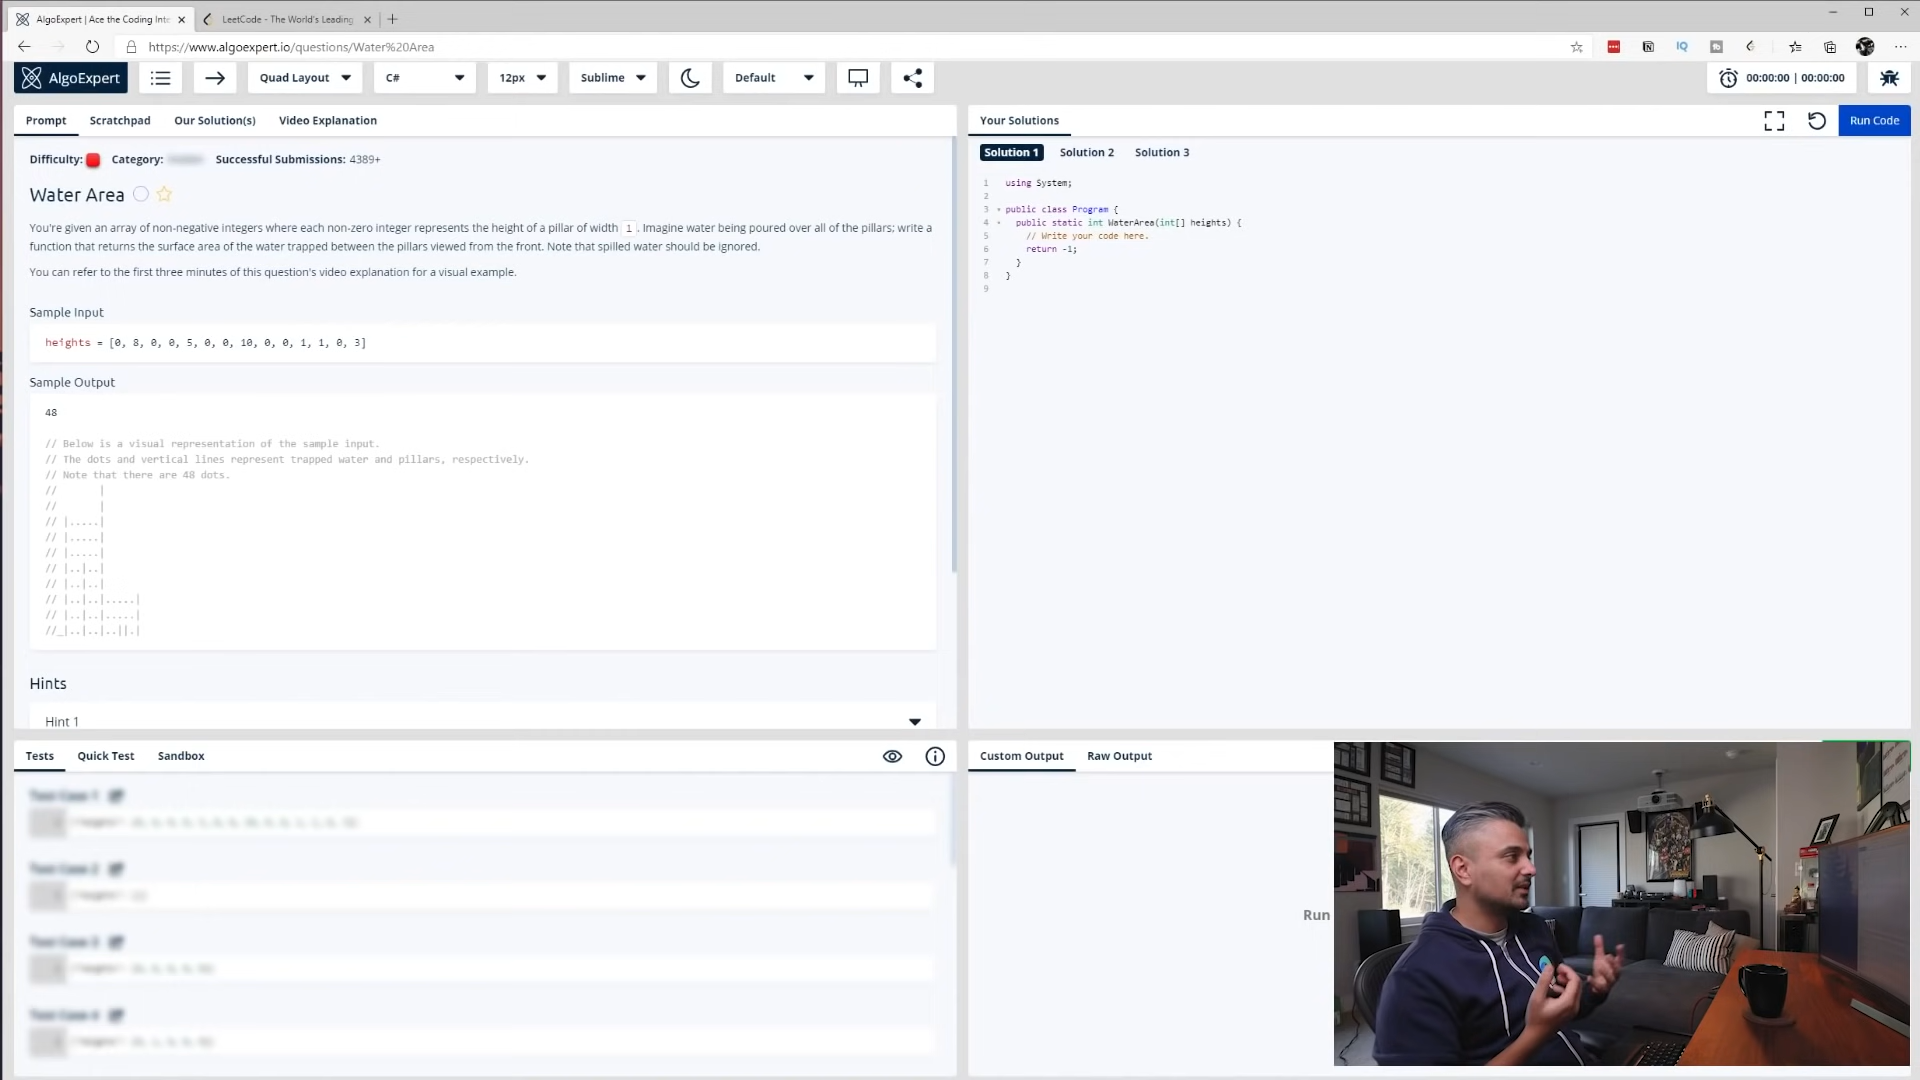 AlgoExpert | Ace the Coding Inte
LeetCode - The World's Leading
https://www.algoexpert.io/questions/Water%20Area
AlgoExpert
Quad Layout
C#
12px
Sublime
Default
00:00:00 | 00:00:00
Prompt
Scratchpad
Our Solution(s)
Video Explanation
Difficulty:
Category:
Successful Submissions: 4389+
Water Area
You're given an array of non-negative integers where each non-zero integer represents the height of a pillar of width 1. Imagine water being poured over all of the pillars; write a
function that returns the surface area of the water trapped between the pillars viewed from the front. Note that spilled water should be ignored.
You can refer to the first three minutes of this question's video explanation for a visual example.
Sample Input
heights = [0, 8, 0, 0, 5, 0, 0, 10, 0, 0, 1, 1, 0, 3]
Sample Output
48
// Below is a visual representation of the sample input.
// The dots and vertical lines represent trapped water and pillars, respectively.
// Note that there are 48 dots.
//       |
//       |
// |.....|
// |.....|
// |.....|
// |..|..|
// |..|..|
// |..|..|.....|
// |..|..|.....|
//_|..|..|..||.|
Hints
Hint 1
Your Solutions
Run Code
Solution 1
Solution 2
Solution 3
1 using System;
2
3 public class Program {
4 public static int WaterArea(int[] heights) {
5 // Write your code here.
6 return -1;
7 }
8 }
9
Tests
Quick Test
Sandbox
Custom Output
Raw Output
Run